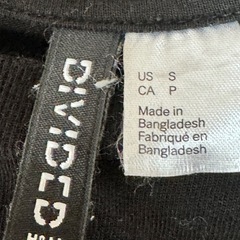 DIVIDED
US S
CA P
Made in
Bangladesh
Fabriqué en
Bangladesh